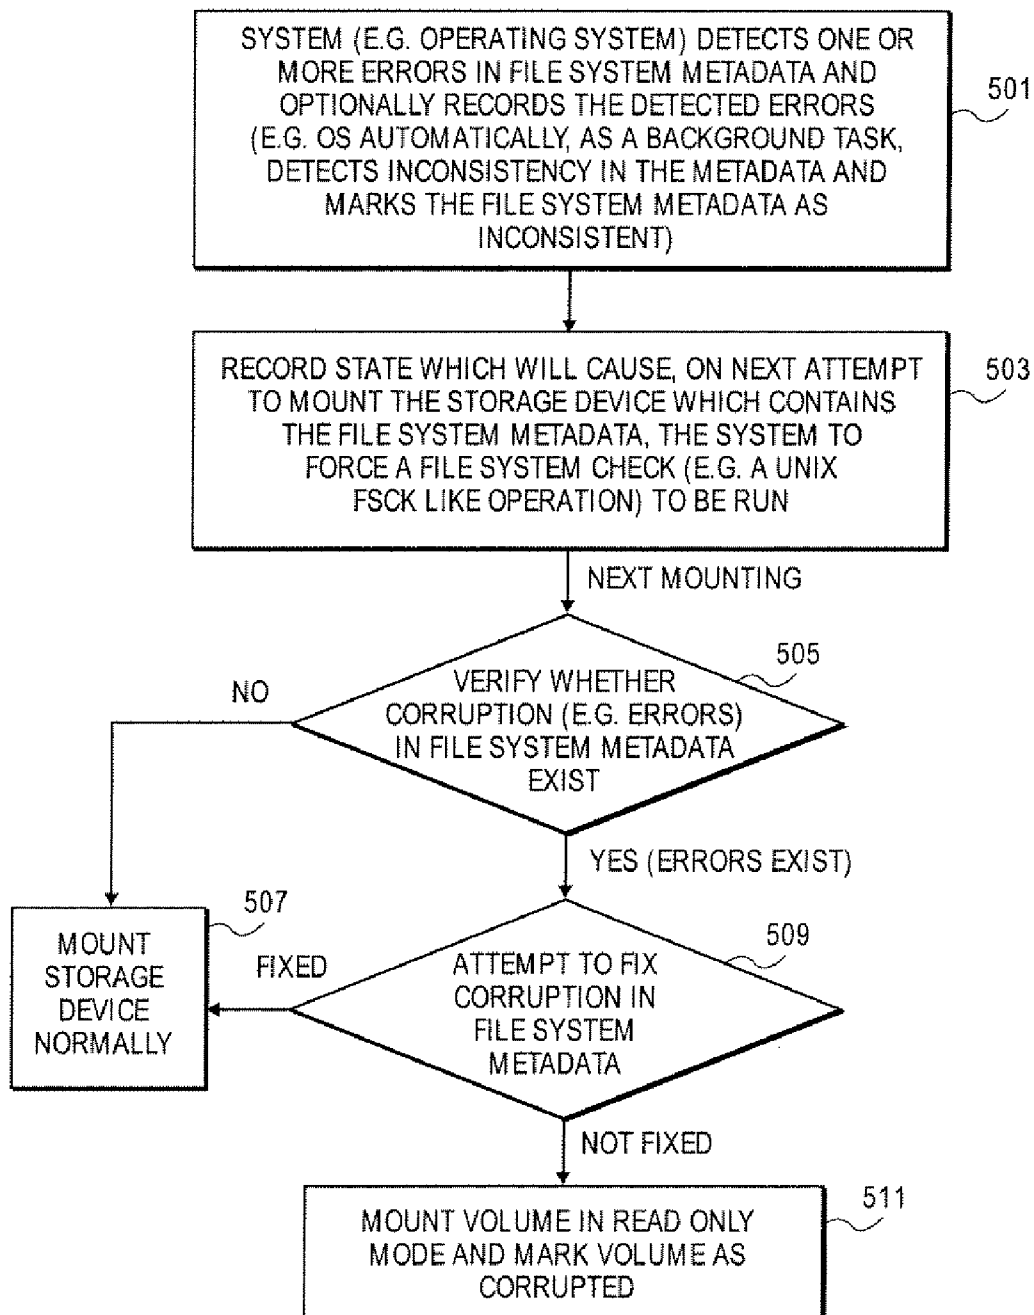 SYSTEM (E.G. OPERATING SYSTEM) DETECTS ONE OR
MORE ERRORS IN FILE SYSTEM METADATA AND
OPTIONALLY RECORDS THE DETECTED ERRORS
(E.G. OS AUTOMATICALLY, AS A BACKGROUND TASK,
DETECTS INCONSISTENCY IN THE METADATA AND
MARKS THE FILE SYSTEM METADATA AS
INCONSISTENT)
501
RECORD STATE WHICH WILL CAUSE, ON NEXT ATTEMPT
TO MOUNT THE STORAGE DEVICE WHICH CONTAINS
THE FILE SYSTEM METADATA, THE SYSTEM TO
FORCE A FILE SYSTEM CHECK (E.G. A UNIX
FSCK LIKE OPERATION) TO BE RUN
503
NEXT MOUNTING
505
VERIFY WHETHER
CORRUPTION (E.G. ERRORS)
IN FILE SYSTEM METADATA
EXIST
NO
YES (ERRORS EXIST)
507
MOUNT
STORAGE
DEVICE
NORMALLY
FIXED
509
ATTEMPT TO FIX
CORRUPTION IN
FILE SYSTEM
METADATA
NOT FIXED
511
MOUNT VOLUME IN READ ONLY
MODE AND MARK VOLUME AS
CORRUPTED